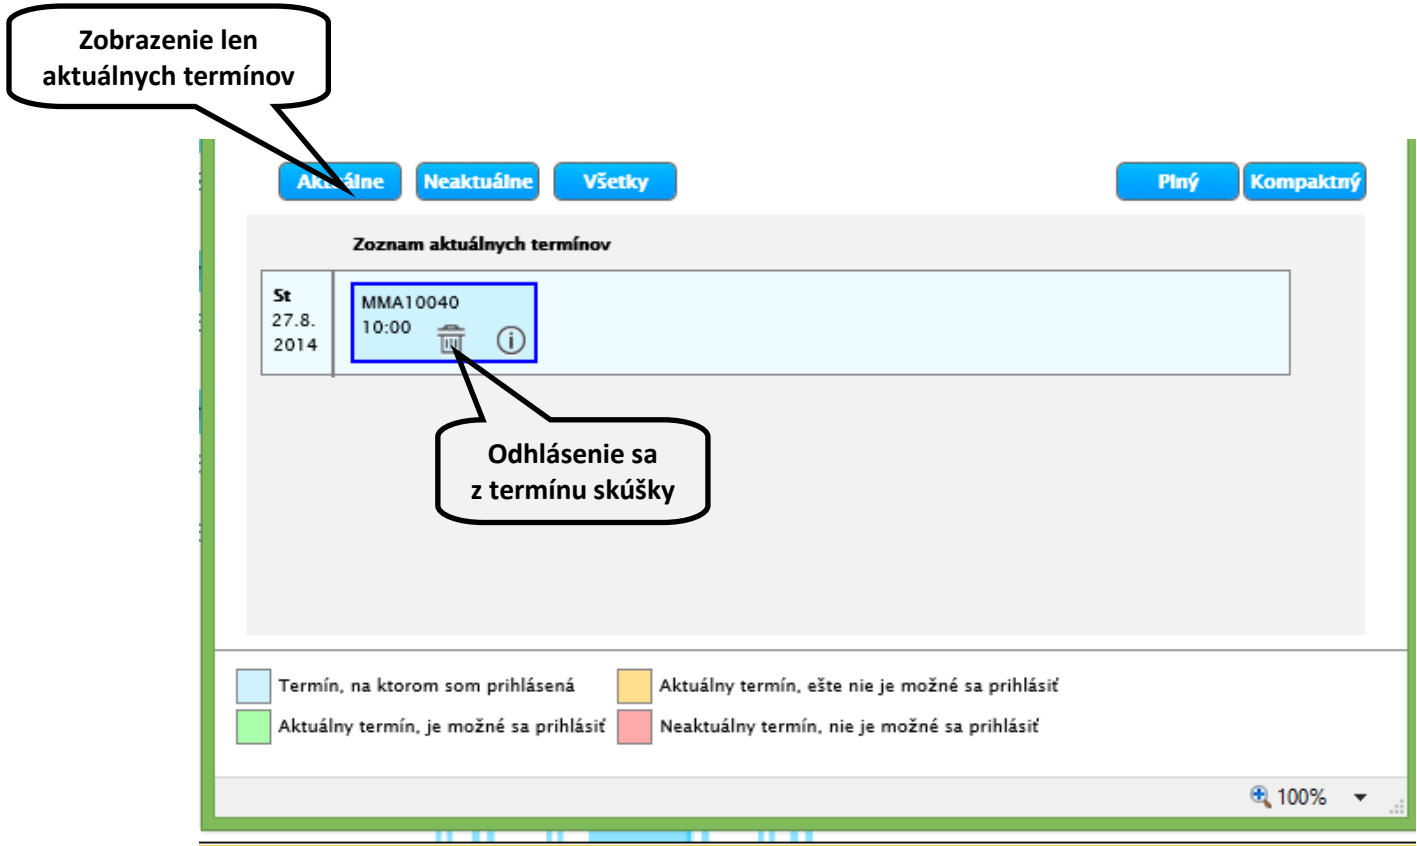 Zobrazenie len
aktuálnych termínov
Aktuálne Neaktuálne Všetky Plný Kompaktný
Zoznam aktuálnych termínov
St
27.8.
2014
MMA10040
10:00
Odhlásenie sa
z termínu skúšky
Termín, na ktorom som prihlásená
Aktuálny termín, ešte nie je možné sa prihlásiť
Aktuálny termín, je možné sa prihlásiť
Neaktuálny termín, nie je možné sa prihlásiť
100%